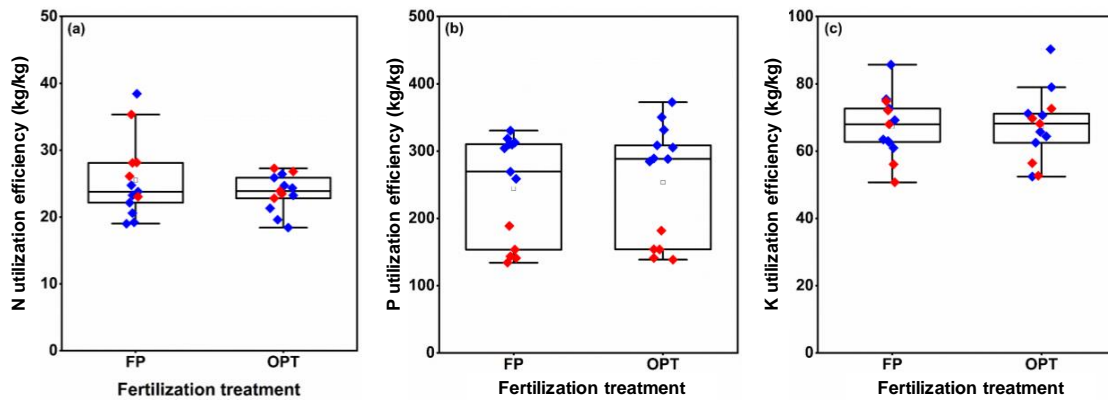 (a)
N utilization efficiency (kg/kg)
50
40
30
20
10
0
FP OPT
Fertilization treatment
(b)
P utilization efficiency (kg/kg)
500
400
300
200
100
0
FP OPT
Fertilization treatment
(c)
K utilization efficiency (kg/kg)
100
80
60
40
20
0
FP OPT
Fertilization treatment